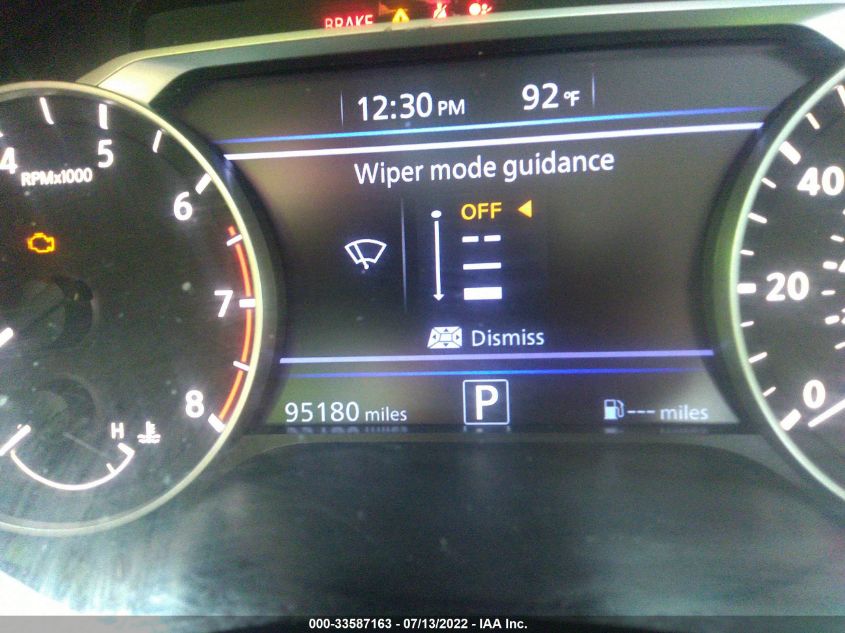 BRAKE
12:30 PM 92 °F
Wiper mode guidance
OFF
Dismiss
95180 miles
P
--- miles
4
5
RPMx1000
6
7
8
H
40
20
0
000-33587163 - 07/13/2022 - IAA Inc.